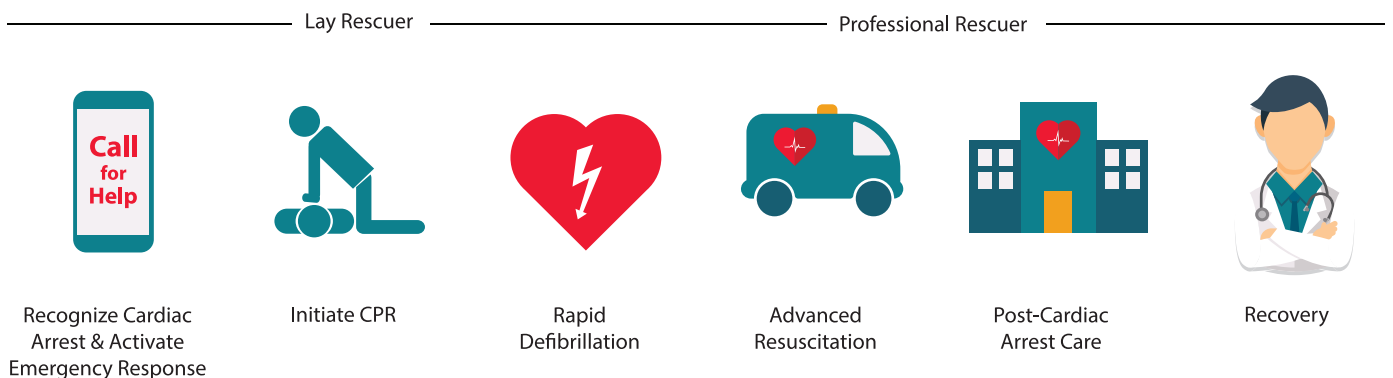 Lay Rescuer
Professional Rescuer
Call
for
Help
Recognize Cardiac
Arrest & Activate
Emergency Response
Initiate CPR
Rapid
Defibrillation
Advanced
Resuscitation
Post-Cardiac
Arrest Care
Recovery